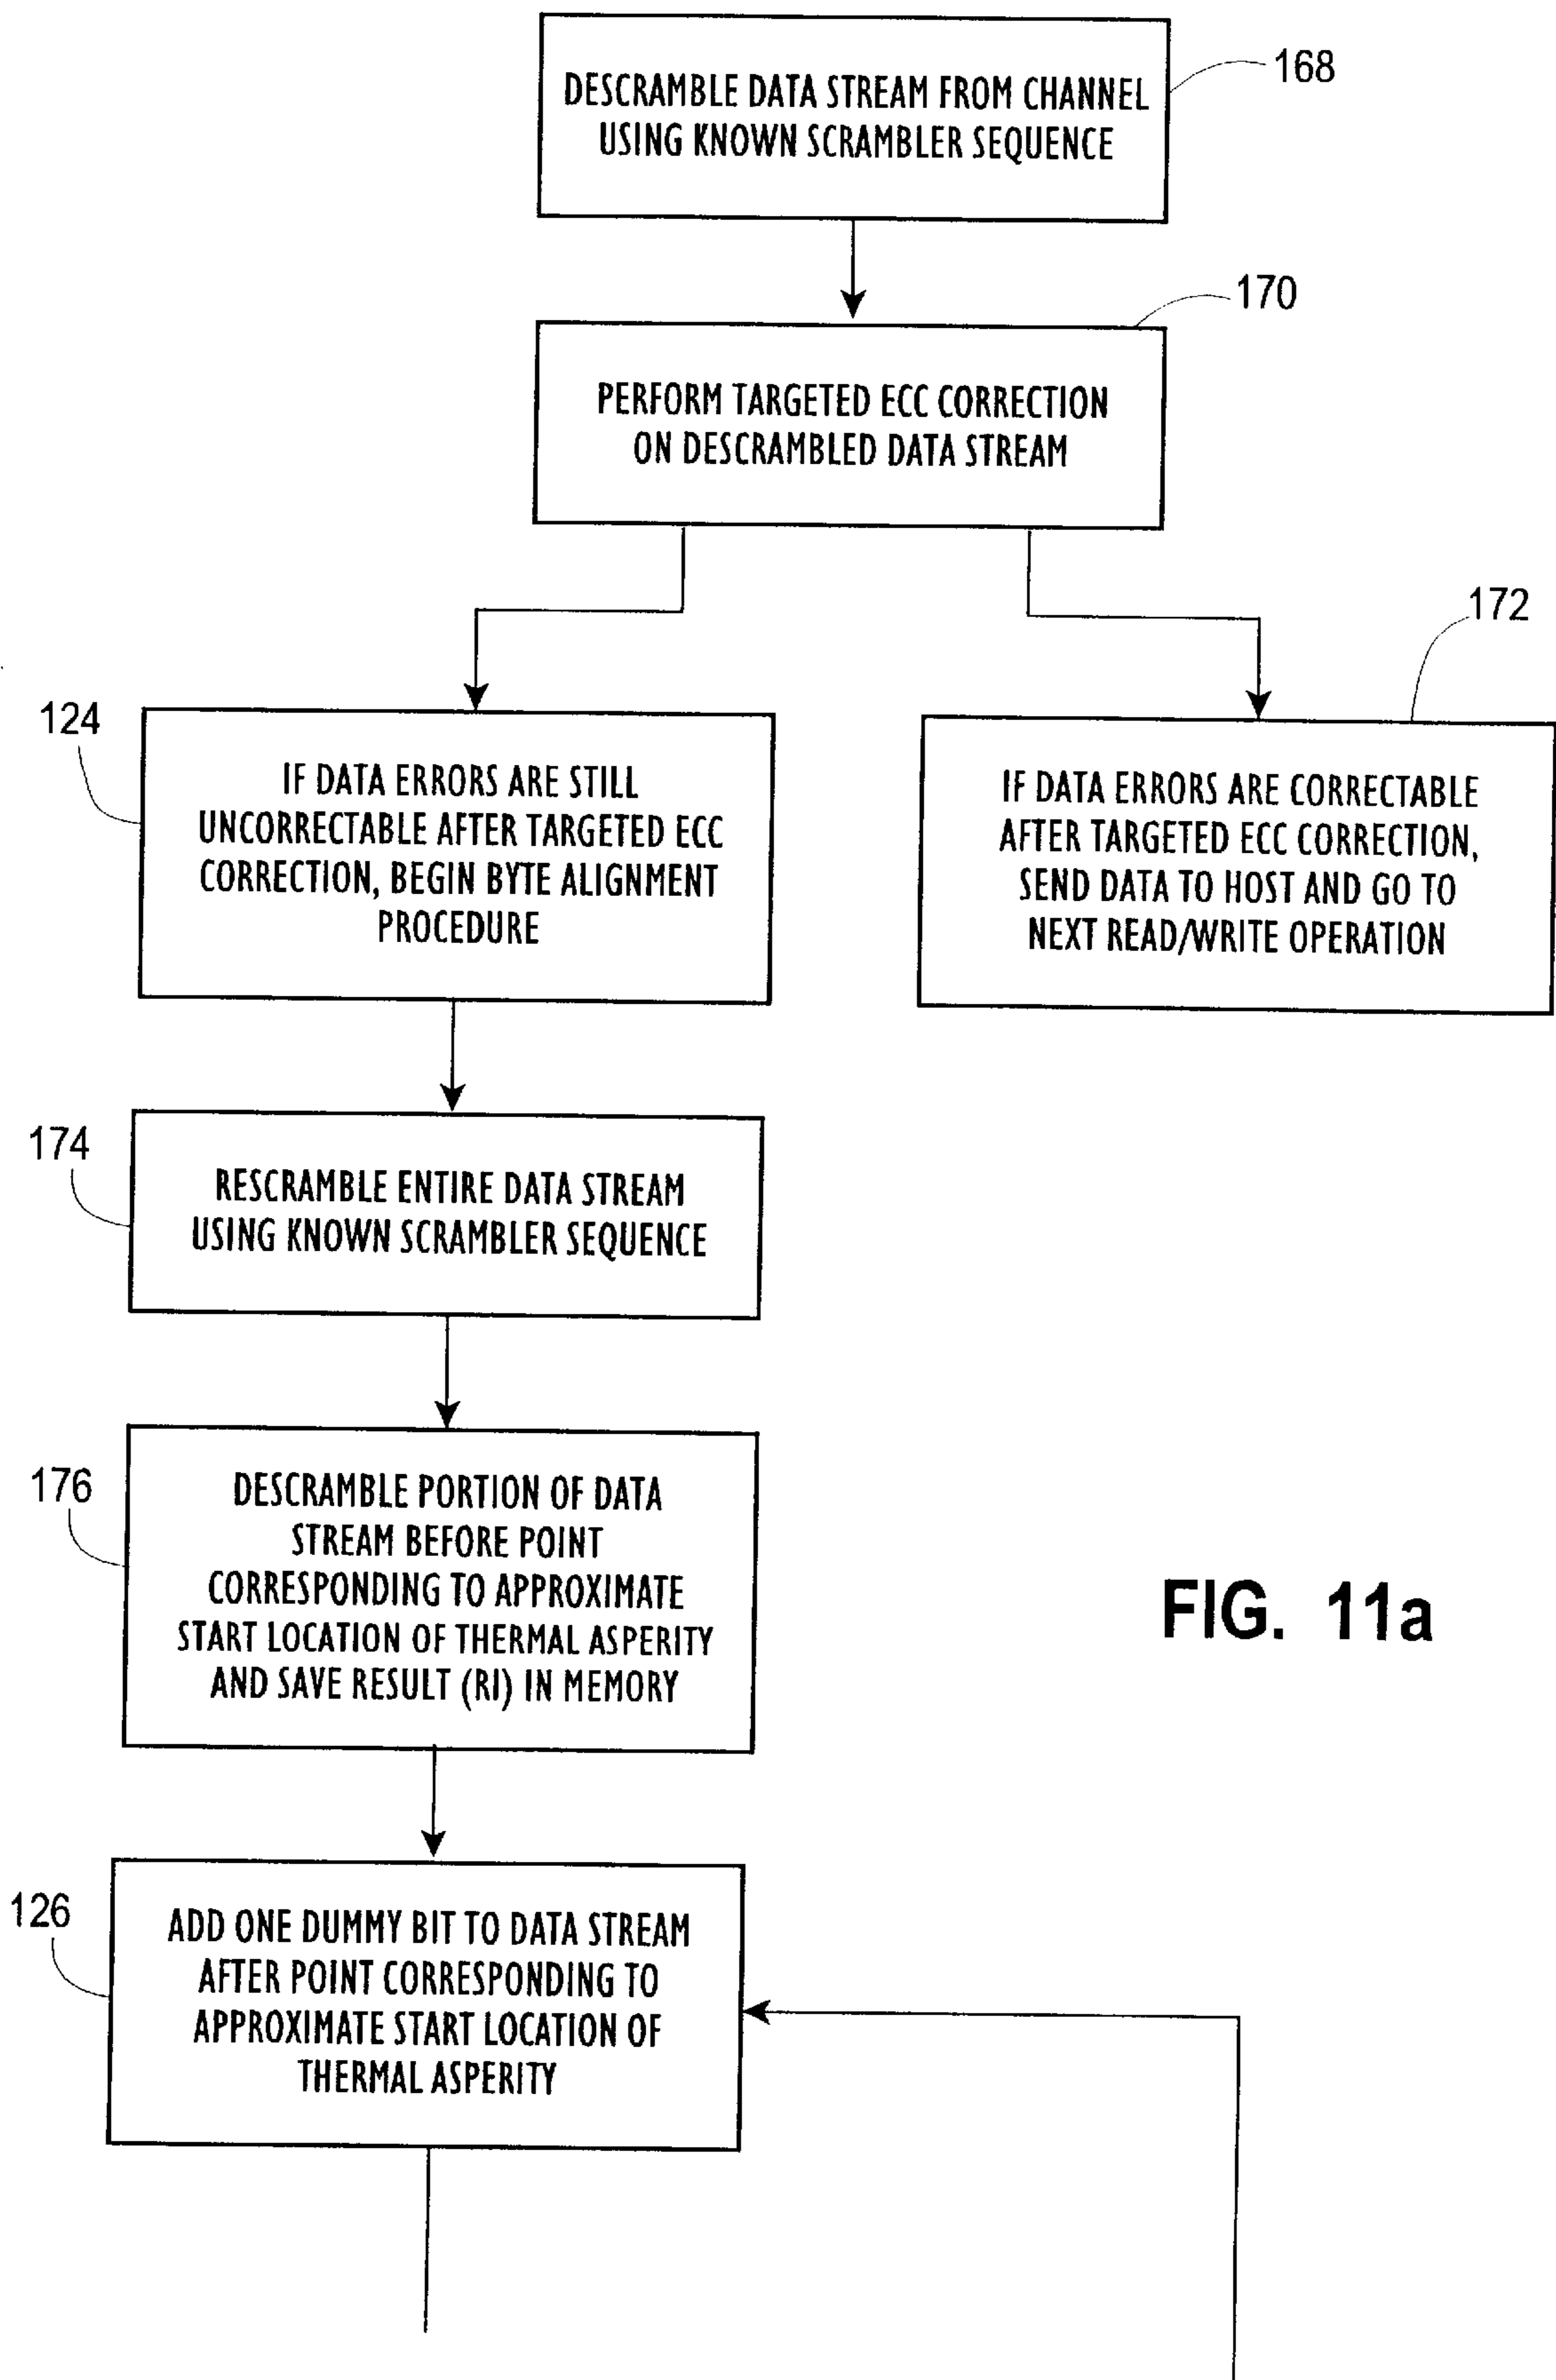 DESCRAMBLE DATA STREAM FROM CHANNEL
USING KNOWN SCRAMBLER SEQUENCE
168
PERFORM TARGETED ECC CORRECTION
ON DESCRAMBLED DATA STREAM
170
124
IF DATA ERRORS ARE STILL
UNCORRECTABLE AFTER TARGETED ECC
CORRECTION, BEGIN BYTE ALIGNMENT
PROCEDURE
172
IF DATA ERRORS ARE CORRECTABLE
AFTER TARGETED ECC CORRECTION,
SEND DATA TO HOST AND GO TO
NEXT READ/WRITE OPERATION
174
RESCRAMBLE ENTIRE DATA STREAM
USING KNOWN SCRAMBLER SEQUENCE
176
DESCRAMBLE PORTION OF DATA
STREAM BEFORE POINT
CORRESPONDING TO APPROXIMATE
START LOCATION OF THERMAL ASPERITY
AND SAVE RESULT (RI) IN MEMORY
FIG. 11a
126
ADD ONE DUMMY BIT TO DATA STREAM
AFTER POINT CORRESPONDING TO
APPROXIMATE START LOCATION OF
THERMAL ASPERITY